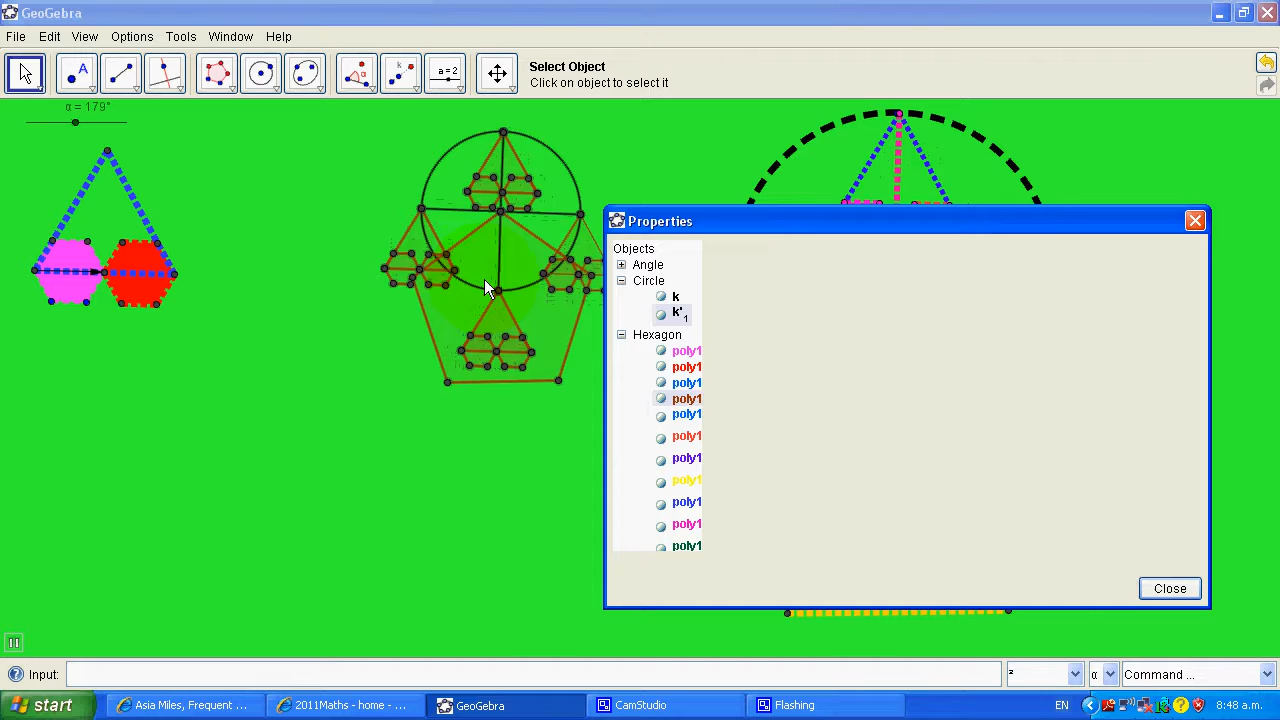 GeoGebra
File Edit View Options Tools Window Help
A
k
α
a = 2
Select Object
Click on object to select it
α = 179°
Properties
Objects
Angle
Circle
k
k'1
Hexagon
poly1
poly1
poly1
poly1
poly1
poly1
poly1
poly1
poly1
poly1
poly1
Close
Input:
²
α
Command ...
start
Asia Miles, Frequent ...
2011Maths - home - ...
GeoGebra
CamStudio
Flashing
EN
8:48 a.m.